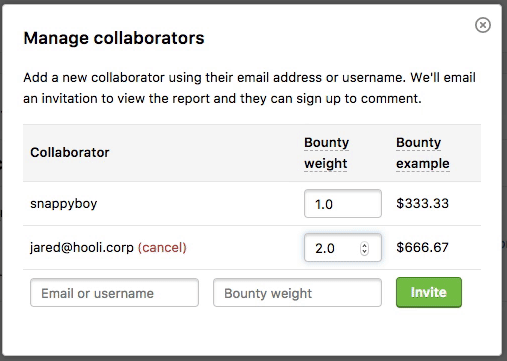 Manage collaborators
Add a new collaborator using their email address or username. We'll email
an invitation to view the report and they can sign up to comment.
Collaborator Bounty weight Bounty example
snappyboy 1.0 $333.33
jared@hooli.corp (cancel) 2.0 $666.67
Email or username Bounty weight Invite